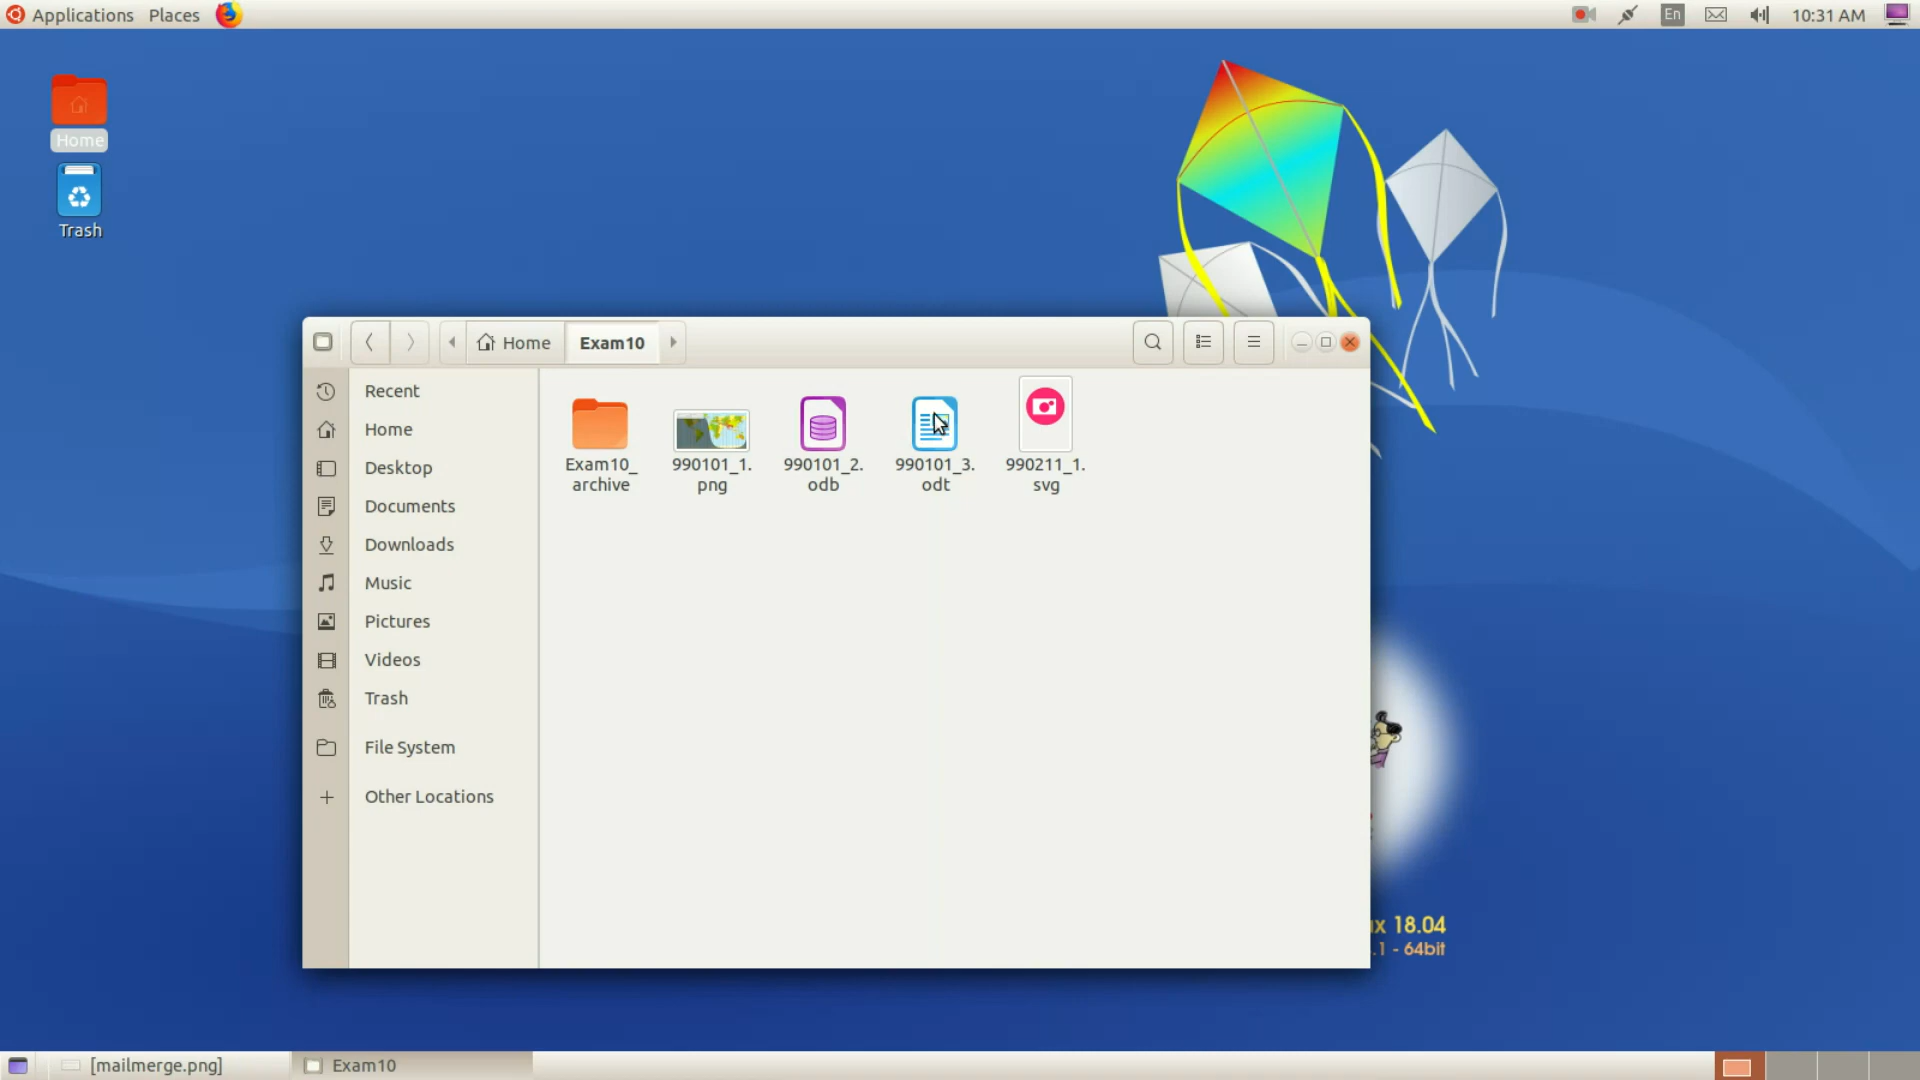 Applications Places
En 10:31 AM
Home
Trash
Home Exam10
Recent
Home
Desktop
Documents
Downloads
Music
Pictures
Videos
Trash
File System
Other Locations
Exam10_
archive
990101_1.
png
990101_2.
odb
990101_3.
odt
990211_1.
svg
18.04
.1 - 64bit
[mailmerge.png] Exam10